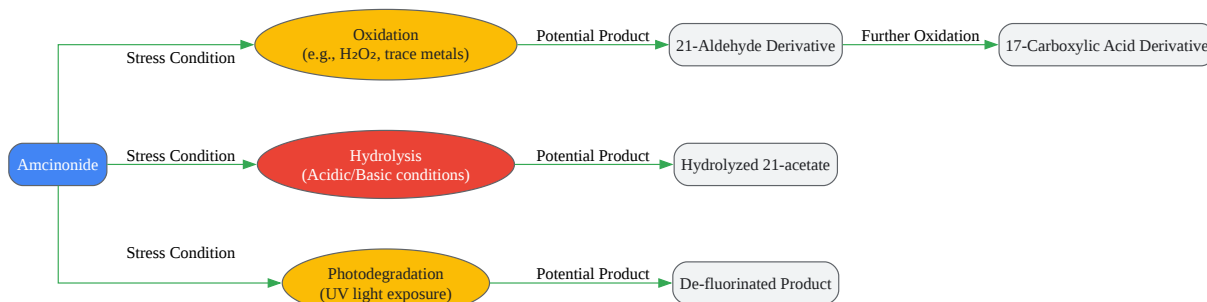 Oxidation
(e.g., H₂O₂, trace metals)
Potential Product
21-Aldehyde Derivative
Further Oxidation
17-Carboxylic Acid Derivative
Stress Condition
Amcinonide
Stress Condition
Hydrolysis
(Acidic/Basic conditions)
Potential Product
Hydrolyzed 21-acetate
Stress Condition
Photodegradation
(UV light exposure)
Potential Product
De-fluorinated Product